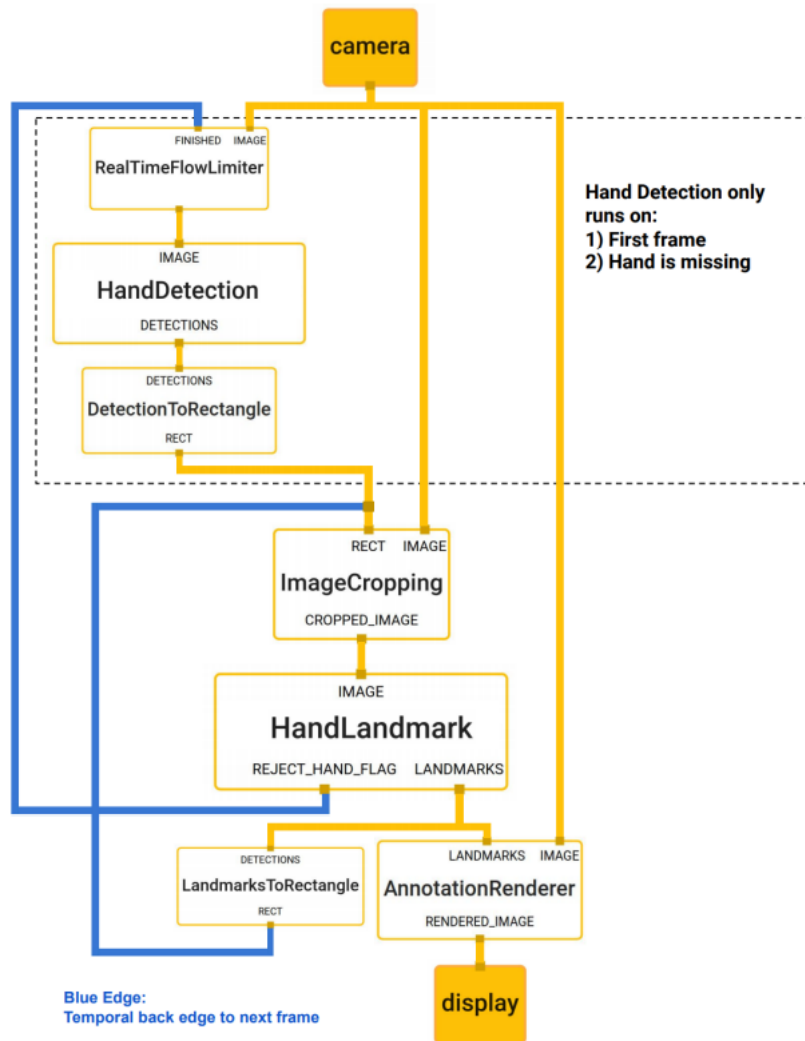 camera
FINISHED IMAGE
RealTimeFlowLimiter
Hand Detection only
runs on:
1) First frame
2) Hand is missing
IMAGE
HandDetection
DETECTIONS
DETECTIONS
DetectionToRectangle
RECT
RECT IMAGE
ImageCropping
CROPPED_IMAGE
IMAGE
HandLandmark
REJECT_HAND_FLAG LANDMARKS
DETECTIONS
LandmarksToRectangle
RECT
LANDMARKS IMAGE
AnnotationRenderer
RENDERED_IMAGE
display
Blue Edge:
Temporal back edge to next frame